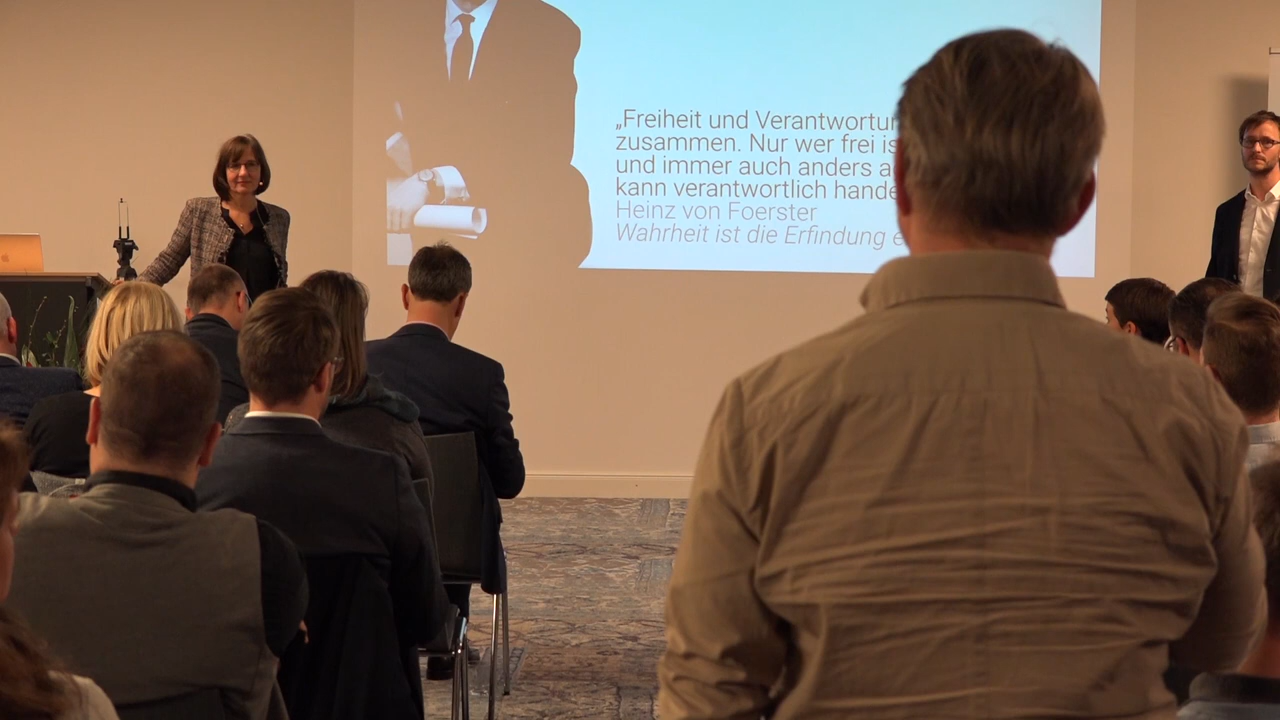 „Freiheit und Verantwortun
zusammen. Nur wer frei is
und immer auch anders a
kann verantwortlich hande
Heinz von Foerster
Wahrheit ist die Erfindung e